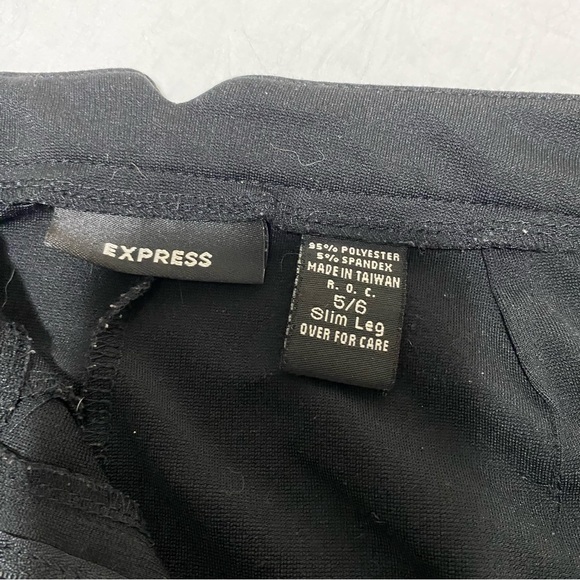 EXPRESS
95% POLYESTER
5% SPANDEX
MADE IN TAIWAN
R. O. C.
5/6
Slim Leg
OVER FOR CARE